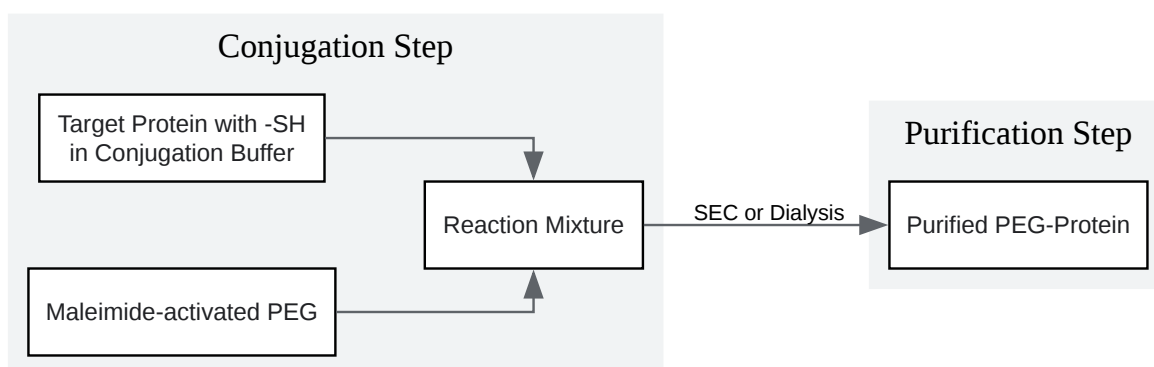 Conjugation Step
Target Protein with -SH
in Conjugation Buffer
Reaction Mixture
Maleimide-activated PEG
SEC or Dialysis
Purification Step
Purified PEG-Protein